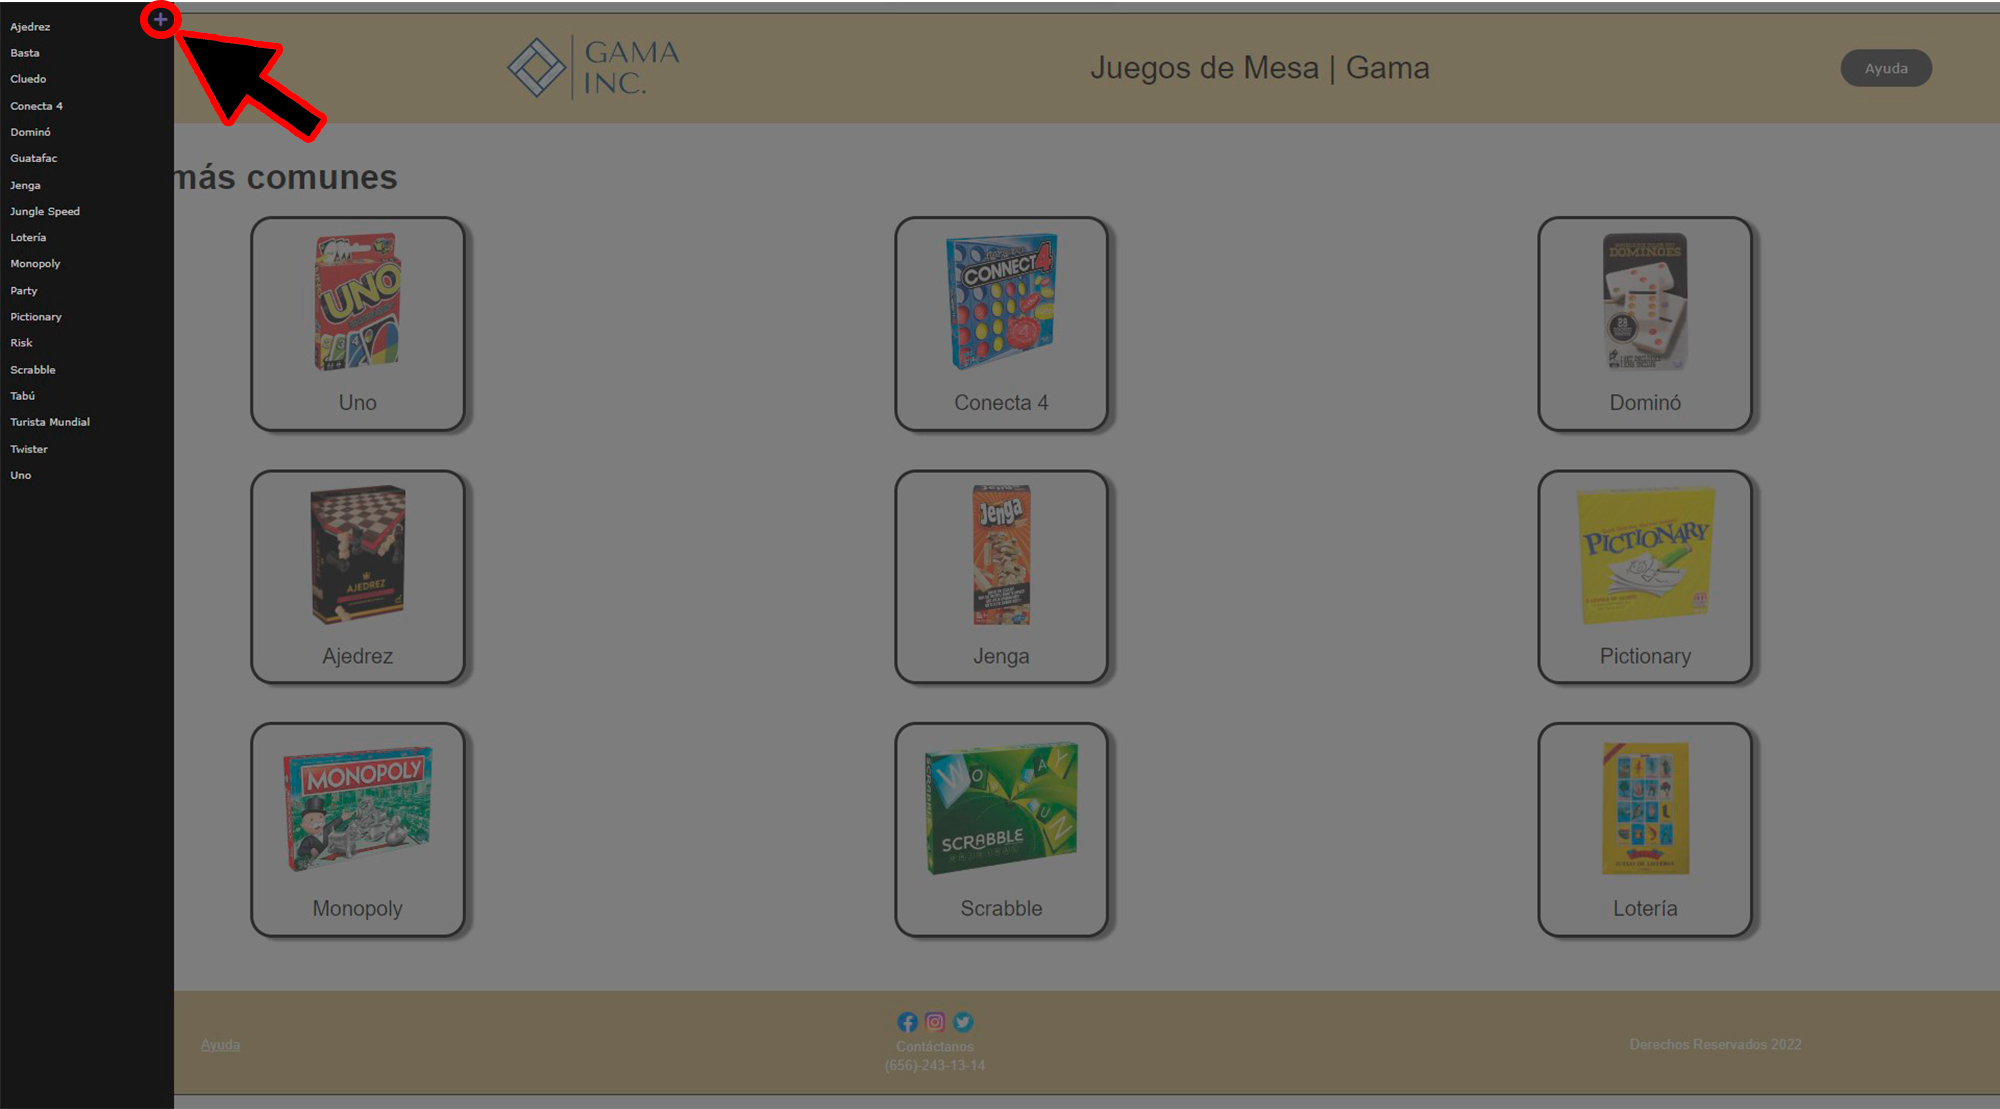 Ajedrez
Basta
Cluedo
Conecta 4
Dominó
Guatafac
Jenga
Jungle Speed
Lotería
Monopoly
Party
Pictionary
Risk
Scrabble
Tabú
Turista Mundial
Twister
Uno
+
GAMA
INC.
Juegos de Mesa | Gama
Ayuda
más comunes
UNO
Uno
CONNECT 4
Conecta 4
DOMINOES
28
Dominó
AJEDREZ
Ajedrez
Jenga
Jenga
PICTIONARY
Pictionary
MONOPOLY
Monopoly
SCRABBLE
SCRABBLE
ORIGINAL
Scrabble
Lotería
Ayuda
Contáctanos
(656)-243-13-14
Derechos Reservados 2022